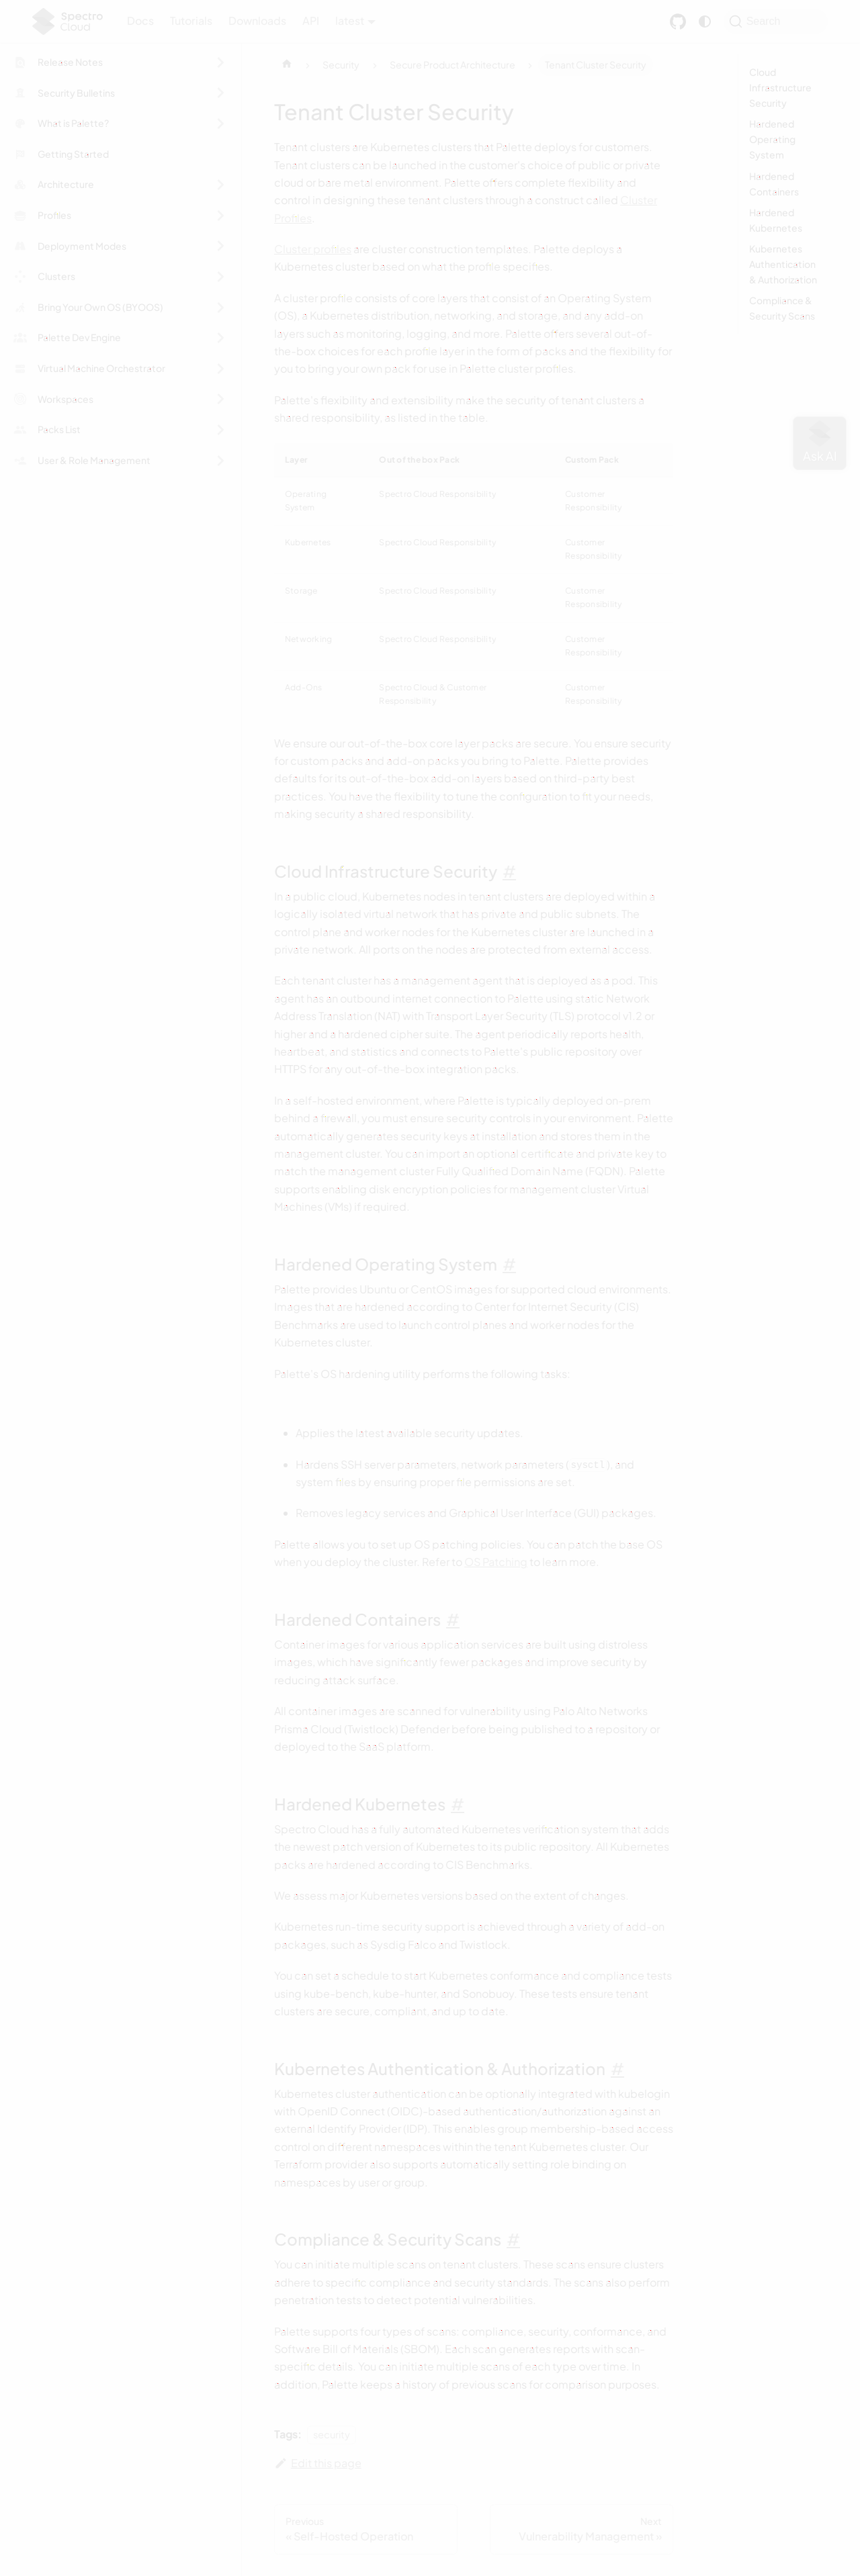 Spectro Cloud
Docs
Tutorials
Downloads
API
latest
Search
Release Notes
Security Bulletins
What is Palette?
Getting Started
Architecture
Profiles
Deployment Modes
Clusters
Bring Your Own OS (BYOOS)
Palette Dev Engine
Virtual Machine Orchestrator
Workspaces
Packs List
User & Role Management
Security
Secure Product Architecture
Tenant Cluster Security
Tenant Cluster Security
Tenant clusters are Kubernetes clusters that Palette deploys for customers.
Tenant clusters can be launched in the customer's choice of public or private
cloud or bare metal environment. Palette offers complete flexibility and
control in designing these tenant clusters through a construct called Cluster
Profiles.
Cluster profiles are cluster construction templates. Palette deploys a
Kubernetes cluster based on what the profile specifies.
A cluster profile consists of core layers that consist of an Operating System
(OS), a Kubernetes distribution, networking, and storage, and any add-on
layers such as monitoring, logging, and more. Palette offers several out-of-
the-box choices for each profile layer in the form of packs and the flexibility for
you to bring your own pack for use in Palette cluster profiles.
Palette's flexibility and extensibility make the security of tenant clusters a
shared responsibility, as listed in the table.
Layer
Out of the box Pack
Custom Pack
Operating
System
Spectro Cloud Responsibility
Customer
Responsibility
Kubernetes
Spectro Cloud Responsibility
Customer
Responsibility
Storage
Spectro Cloud Responsibility
Customer
Responsibility
Networking
Spectro Cloud Responsibility
Customer
Responsibility
Add-Ons
Spectro Cloud & Customer
Responsibility
Customer
Responsibility
We ensure our out-of-the-box core layer packs are secure. You ensure security
for custom packs and add-on packs you bring to Palette. Palette provides
defaults for its out-of-the-box add-on layers based on third-party best
practices. You have the flexibility to tune the configuration to fit your needs,
making security a shared responsibility.
Cloud Infrastructure Security #
In a public cloud, Kubernetes nodes in tenant clusters are deployed within a
logically isolated virtual network that has private and public subnets. The
control plane and worker nodes for the Kubernetes cluster are launched in a
private network. All ports on the nodes are protected from external access.
Each tenant cluster has a management agent that is deployed as a pod. This
agent has an outbound internet connection to Palette using static Network
Address Translation (NAT) with Transport Layer Security (TLS) protocol v1.2 or
higher and a hardened cipher suite. The agent periodically reports health,
heartbeat, and statistics and connects to Palette's public repository over
HTTPS for any out-of-the-box integration packs.
In a self-hosted environment, where Palette is typically deployed on-prem
behind a firewall, you must ensure security controls in your environment. Palette
automatically generates security keys at installation and stores them in the
management cluster. You can import an optional certificate and private key to
match the management cluster Fully Qualified Domain Name (FQDN). Palette
supports enabling disk encryption policies for management cluster Virtual
Machines (VMs) if required.
Hardened Operating System #
Palette provides Ubuntu or CentOS images for supported cloud environments.
Images that are hardened according to Center for Internet Security (CIS)
Benchmarks are used to launch control planes and worker nodes for the
Kubernetes cluster.
Palette's OS hardening utility performs the following tasks:
Applies the latest available security updates.
Hardens SSH server parameters, network parameters (sysctl), and
system files by ensuring proper file permissions are set.
Removes legacy services and Graphical User Interface (GUI) packages.
Palette allows you to set up OS patching policies. You can patch the base OS
when you deploy the cluster. Refer to OS Patching to learn more.
Hardened Containers #
Container images for various application services are built using distroless
images, which have significantly fewer packages and improve security by
reducing attack surface.
All container images are scanned for vulnerability using Palo Alto Networks
Prisma Cloud (Twistlock) Defender before being published to a repository or
deployed to the SaaS platform.
Hardened Kubernetes #
Spectro Cloud has a fully automated Kubernetes verification system that adds
the newest patch version of Kubernetes to its public repository. All Kubernetes
packs are hardened according to CIS Benchmarks.
We assess major Kubernetes versions based on the extent of changes.
Kubernetes run-time security support is achieved through a variety of add-on
packages, such as Sysdig Falco and Twistlock.
You can set a schedule to start Kubernetes conformance and compliance tests
using kube-bench, kube-hunter, and Sonobuoy. These tests ensure tenant
clusters are secure, compliant, and up to date.
Kubernetes Authentication & Authorization #
Kubernetes cluster authentication can be optionally integrated with kubelogin
with OpenID Connect (OIDC)-based authentication/authorization against an
external Identify Provider (IDP). This enables group membership-based access
control on different namespaces within the tenant Kubernetes cluster. Our
Terraform provider also supports automatically setting role binding on
namespaces by user or group.
Compliance & Security Scans #
You can initiate multiple scans on tenant clusters. These scans ensure clusters
adhere to specific compliance and security standards. The scans also perform
penetration tests to detect potential vulnerabilities.
Palette supports four types of scans: compliance, security, conformance, and
Software Bill of Materials (SBOM). Each scan generates reports with scan-
specific details. You can initiate multiple scans of each type over time. In
addition, Palette keeps a history of previous scans for comparison purposes.
Tags:
security
Edit this page
Previous
« Self-Hosted Operation
Next
Vulnerability Management »
Cloud
Infrastructure
Security
Hardened
Operating
System
Hardened
Containers
Hardened
Kubernetes
Kubernetes
Authentication
& Authorization
Compliance &
Security Scans
Ask AI